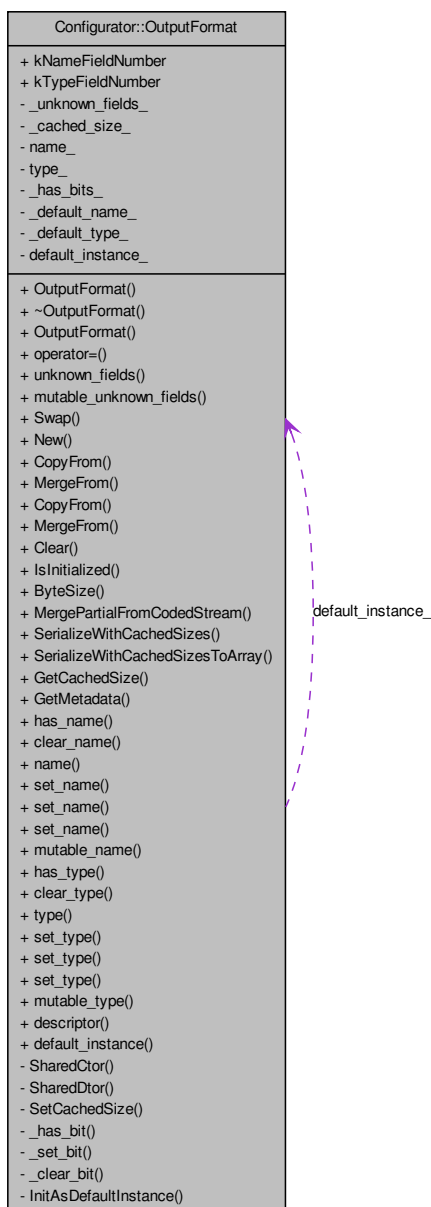 Configurator::OutputFormat
+ kNameFieldNumber
+ kTypeFieldNumber
- _unknown_fields_
- _cached_size_
- name_
- type_
- _has_bits_
- _default_name_
- _default_type_
- default_instance_
+ OutputFormat()
+ ~OutputFormat()
+ OutputFormat()
+ operator=()
+ unknown_fields()
+ mutable_unknown_fields()
+ Swap()
+ New()
+ CopyFrom()
+ MergeFrom()
+ CopyFrom()
+ MergeFrom()
+ Clear()
+ IsInitialized()
+ ByteSize()
+ MergePartialFromCodedStream()
+ SerializeWithCachedSizes()
+ SerializeWithCachedSizesToArray()
+ GetCachedSize()
+ GetMetadata()
+ has_name()
+ clear_name()
+ name()
+ set_name()
+ set_name()
+ set_name()
+ mutable_name()
+ has_type()
+ clear_type()
+ type()
+ set_type()
+ set_type()
+ set_type()
+ mutable_type()
+ descriptor()
+ default_instance()
- SharedCtor()
- SharedDtor()
- SetCachedSize()
- _has_bit()
- _set_bit()
- _clear_bit()
- InitAsDefaultInstance()
default_instance_